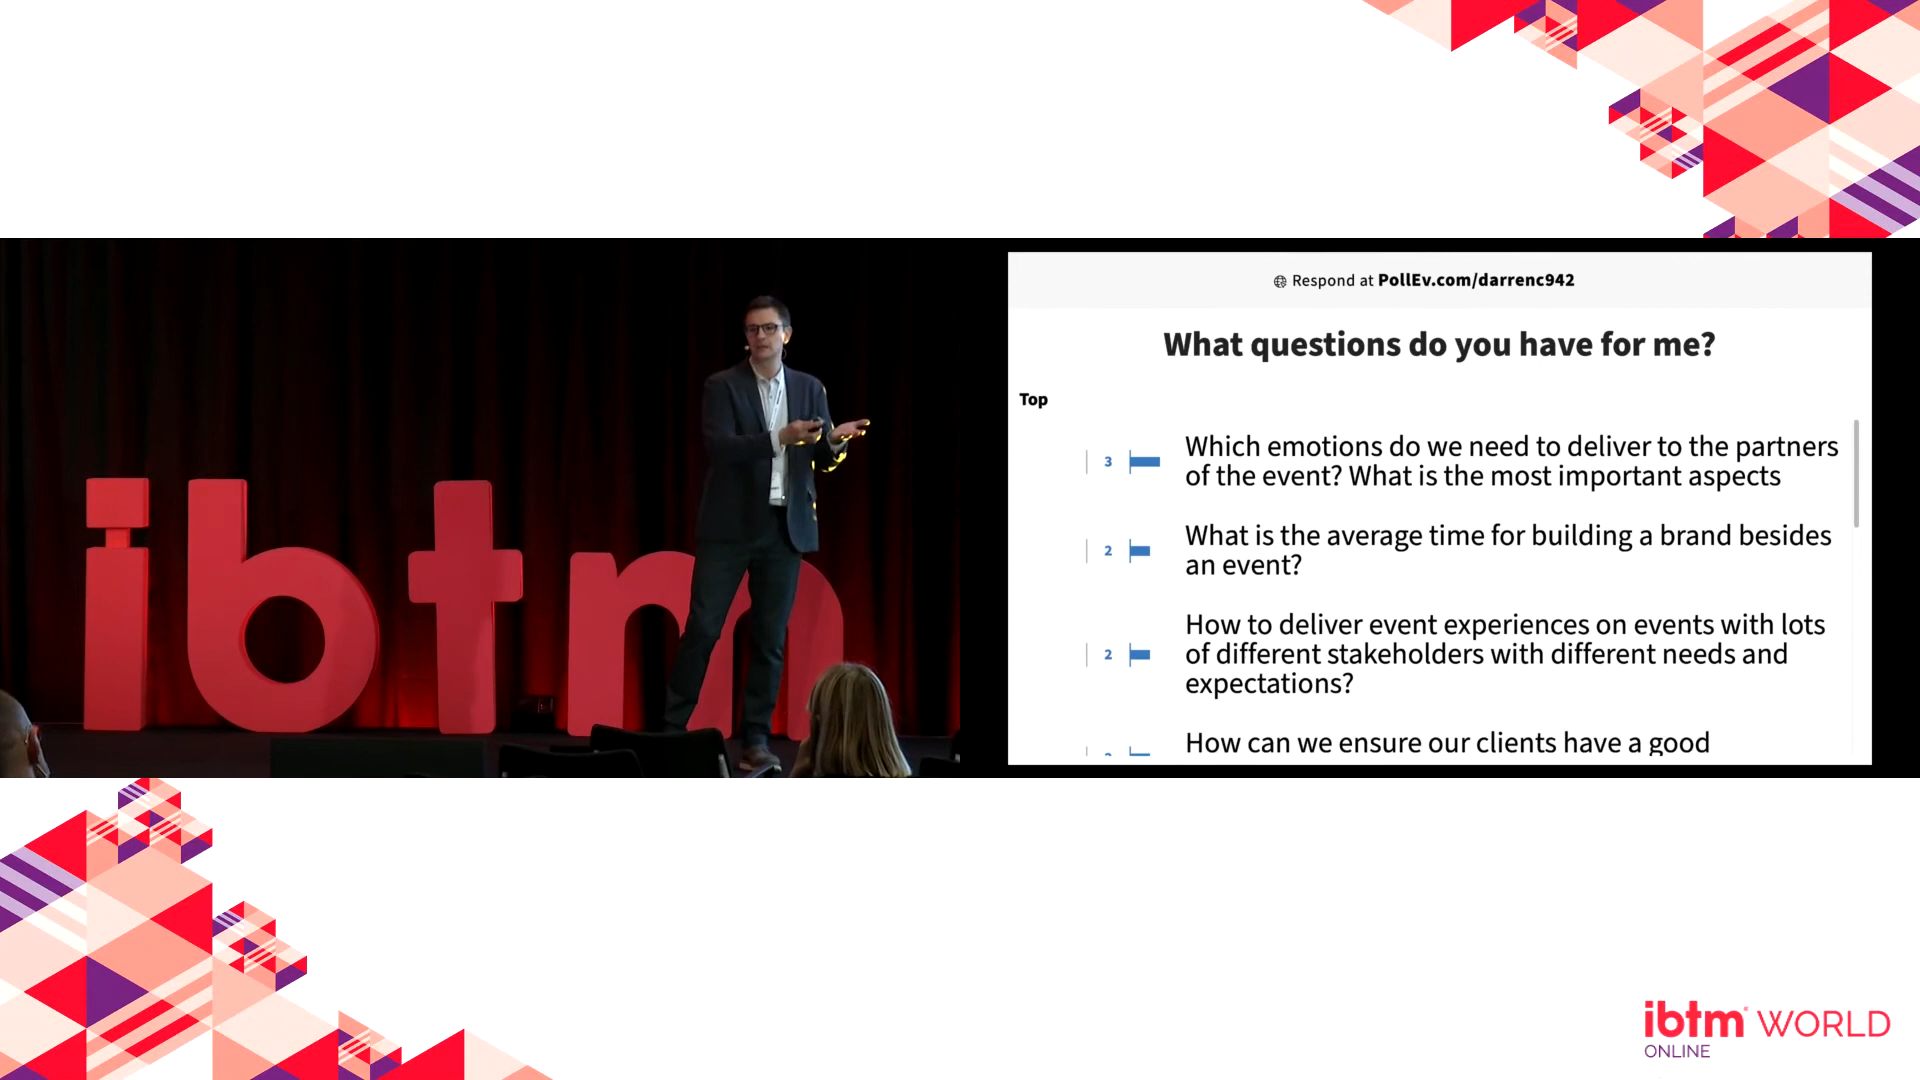 Respond at PollEv.com/darrenc942
What questions do you have for me?
Top
3
Which emotions do we need to deliver to the partners
of the event? What is the most important aspects
2
What is the average time for building a brand besides
an event?
2
How to deliver event experiences on events with lots
of different stakeholders with different needs and
expectations?
How can we ensure our clients have a good
ibtm
ibtm WORLD
ONLINE